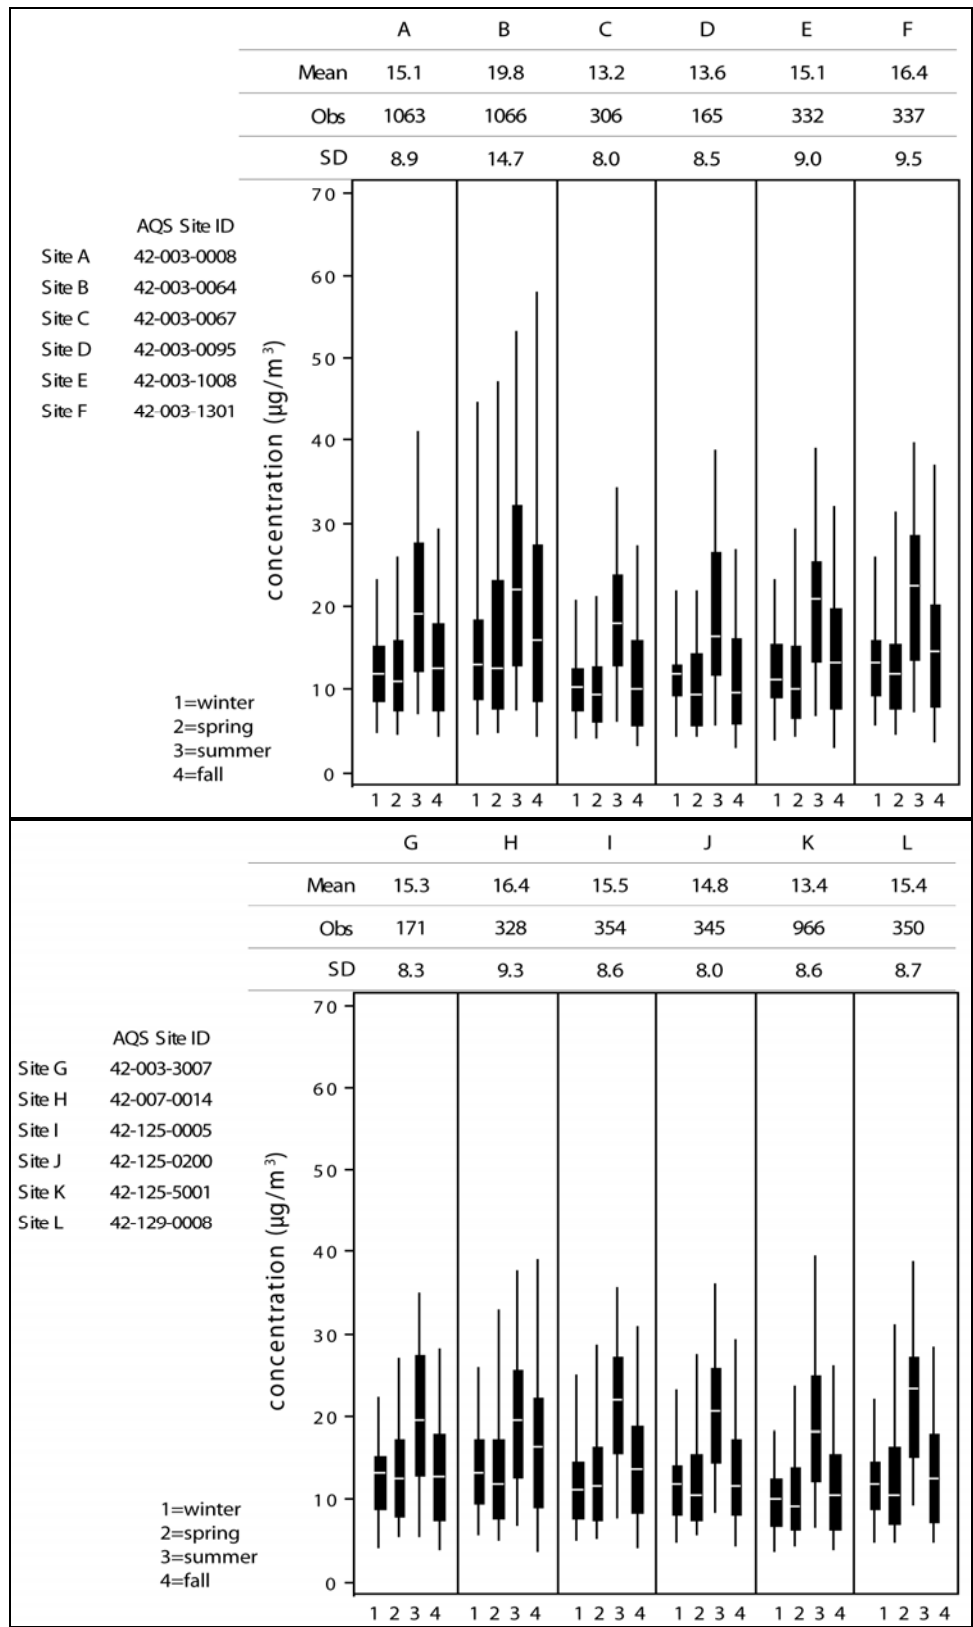 A B C D E F
Mean 15.1 19.8 13.2 13.6 15.1 16.4
Obs 1063 1066 306 165 332 337
SD 8.9 14.7 8.0 8.5 9.0 9.5
AQS Site ID
Site A 42-003-0008
Site B 42-003-0064
Site C 42-003-0067
Site D 42-003-0095
Site E 42-003-1008
Site F 42-003-1301
1=winter
2=spring
3=summer
4=fall
concentration (µg/m³)
70
60
50
40
30
20
10
0
1 2 3 4 1 2 3 4 1 2 3 4 1 2 3 4 1 2 3 4 1 2 3 4
G H I J K L
Mean 15.3 16.4 15.5 14.8 13.4 15.4
Obs 171 328 354 345 966 350
SD 8.3 9.3 8.6 8.0 8.6 8.7
AQS Site ID
Site G 42-003-3007
Site H 42-007-0014
Site I 42-125-0005
Site J 42-125-0200
Site K 42-125-5001
Site L 42-129-0008
1=winter
2=spring
3=summer
4=fall
concentration (µg/m³)
70
60
50
40
30
20
10
0
1 2 3 4 1 2 3 4 1 2 3 4 1 2 3 4 1 2 3 4 1 2 3 4